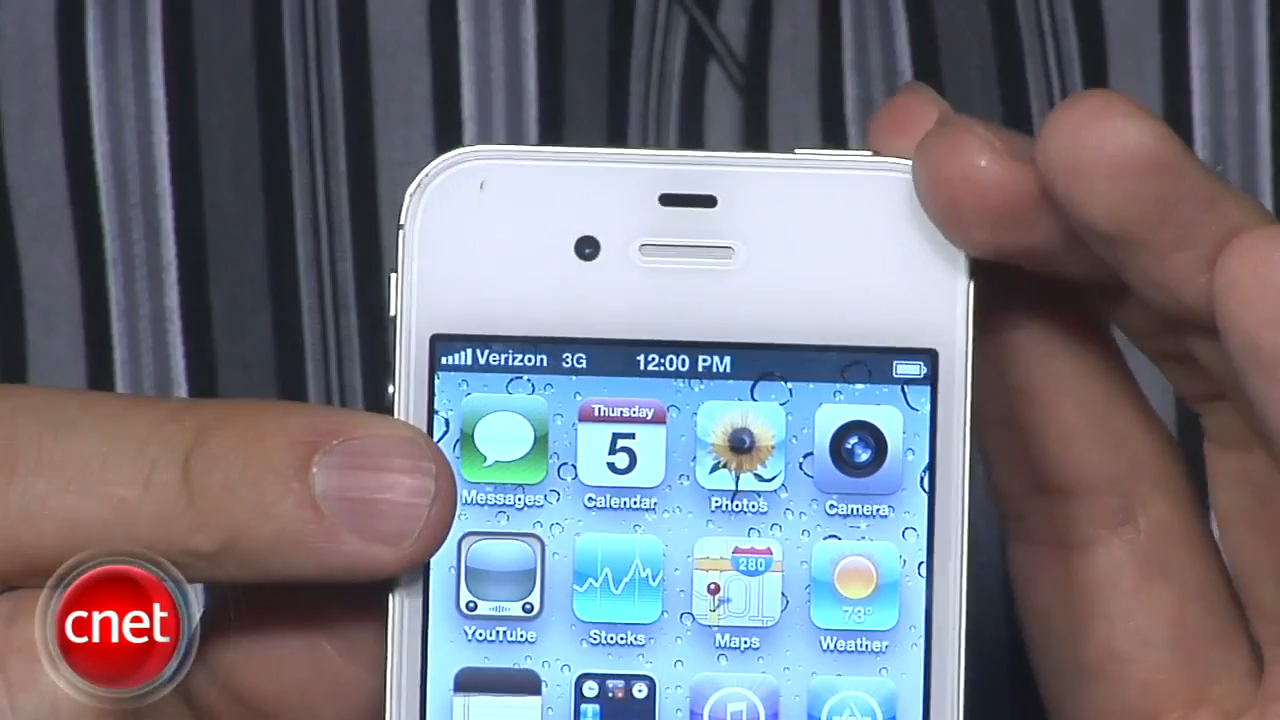 Verizon 3G 12:00 PM
Thursday
5
Messages Calendar Photos Camera
280
73°
YouTube Stocks Maps Weather
cnet